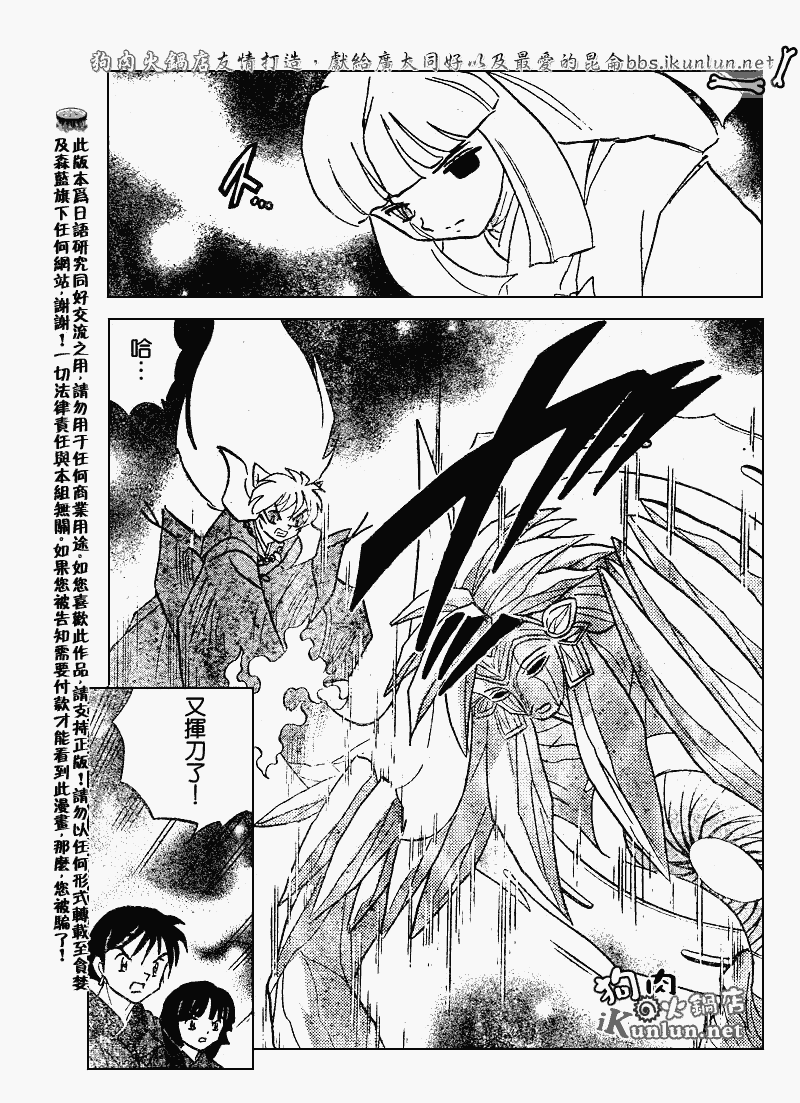 狗肉火鍋店友情打造，獻給廣大同好以及最愛的昆侖bbs.ikunlun.net
此版本爲日語研究同好交流之用，請勿用于任何商業用途。如您喜歡此作品，請支持正版！請勿以任何形式轉載至貪婪
及森藍旗下任何網站，謝謝！一切法律責任與本組無關。如果您被告知需要付款才能看到此漫畫，那麼，您被騙了！
哈…
又揮刀了！
狗肉
火鍋店
iKunlun.net